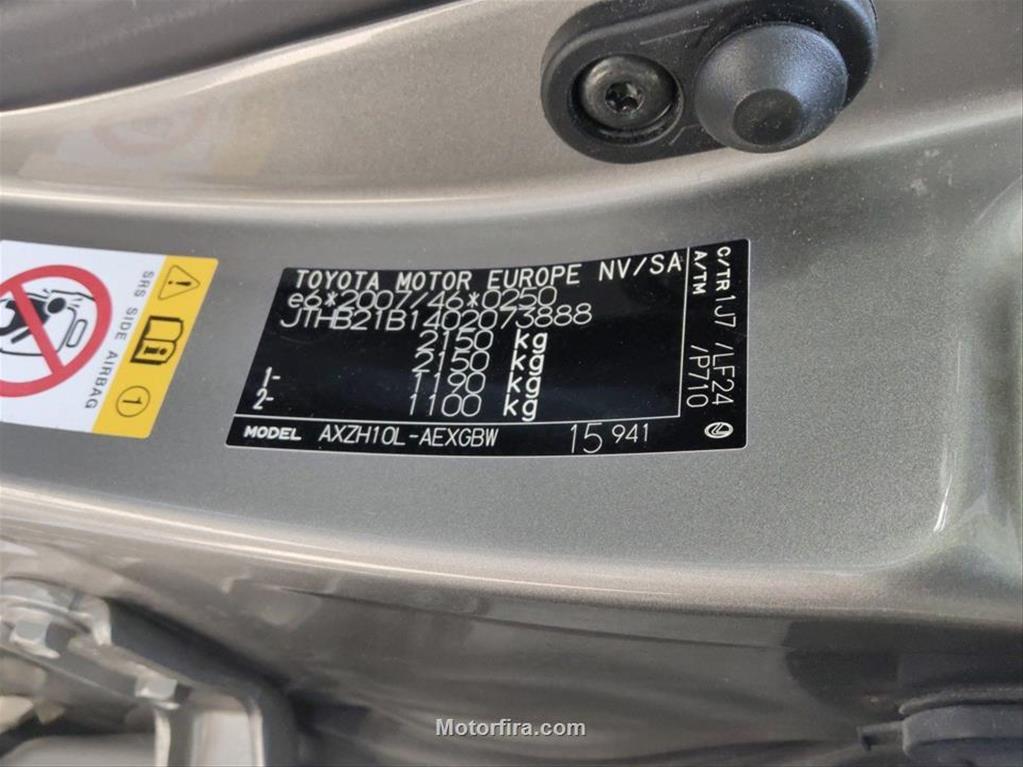 SRS SIDE AIRBAG
1
TOYOTA MOTOR EUROPE NV/SA
e6*2007/46*0250
JTHB21B1402073888
2150 kg
2150 kg
1- 1190 kg
2- 1100 kg
MODEL AXZH10L-AEXGBW 15 941
C/TR 1J7 /LF24
A/TM /P710
Motorfira.com